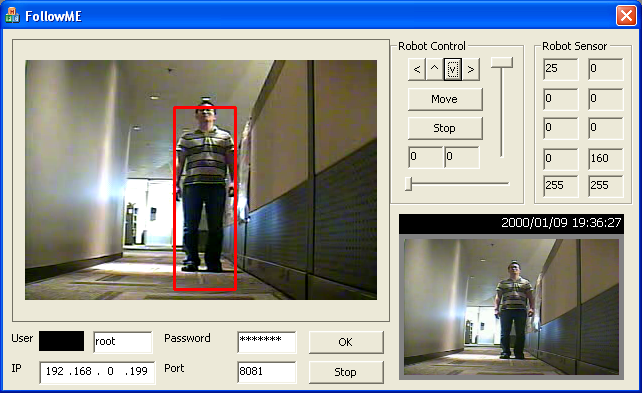 FollowME
Robot Control
< ^ v >
Move
Stop
0 0
Robot Sensor
25 0
0 0
0 0
0 160
255 255
2000/01/09 19:36:27
User root Password ******* OK
IP 192 .168 . 0 .199 Port 8081 Stop